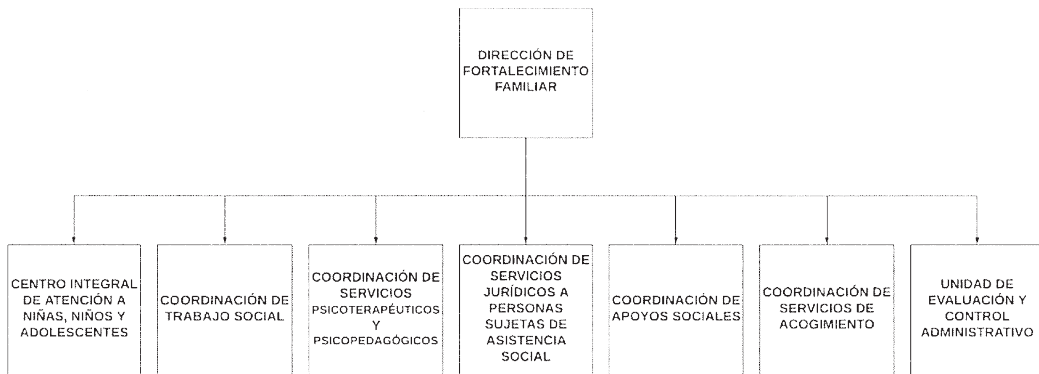 DIRECCIÓN DE
FORTALECIMIENTO
FAMILIAR
CENTRO INTEGRAL
DE ATENCIÓN A
NIÑAS, NIÑOS Y
ADOLESCENTES
COORDINACIÓN DE
TRABAJO SOCIAL
COORDINACIÓN DE
SERVICIOS
PSICOTERAPÉUTICOS
Y
PSICOPEDAGÓGICOS
COORDINACIÓN DE
SERVICIOS
JURÍDICOS A
PERSONAS
SUJETAS DE
ASISTENCIA
SOCIAL
COORDINACIÓN DE
APOYOS SOCIALES
COORDINACIÓN DE
SERVICIOS DE
ACOGIMIENTO
UNIDAD DE
EVALUACIÓN Y
CONTROL
ADMINISTRATIVO